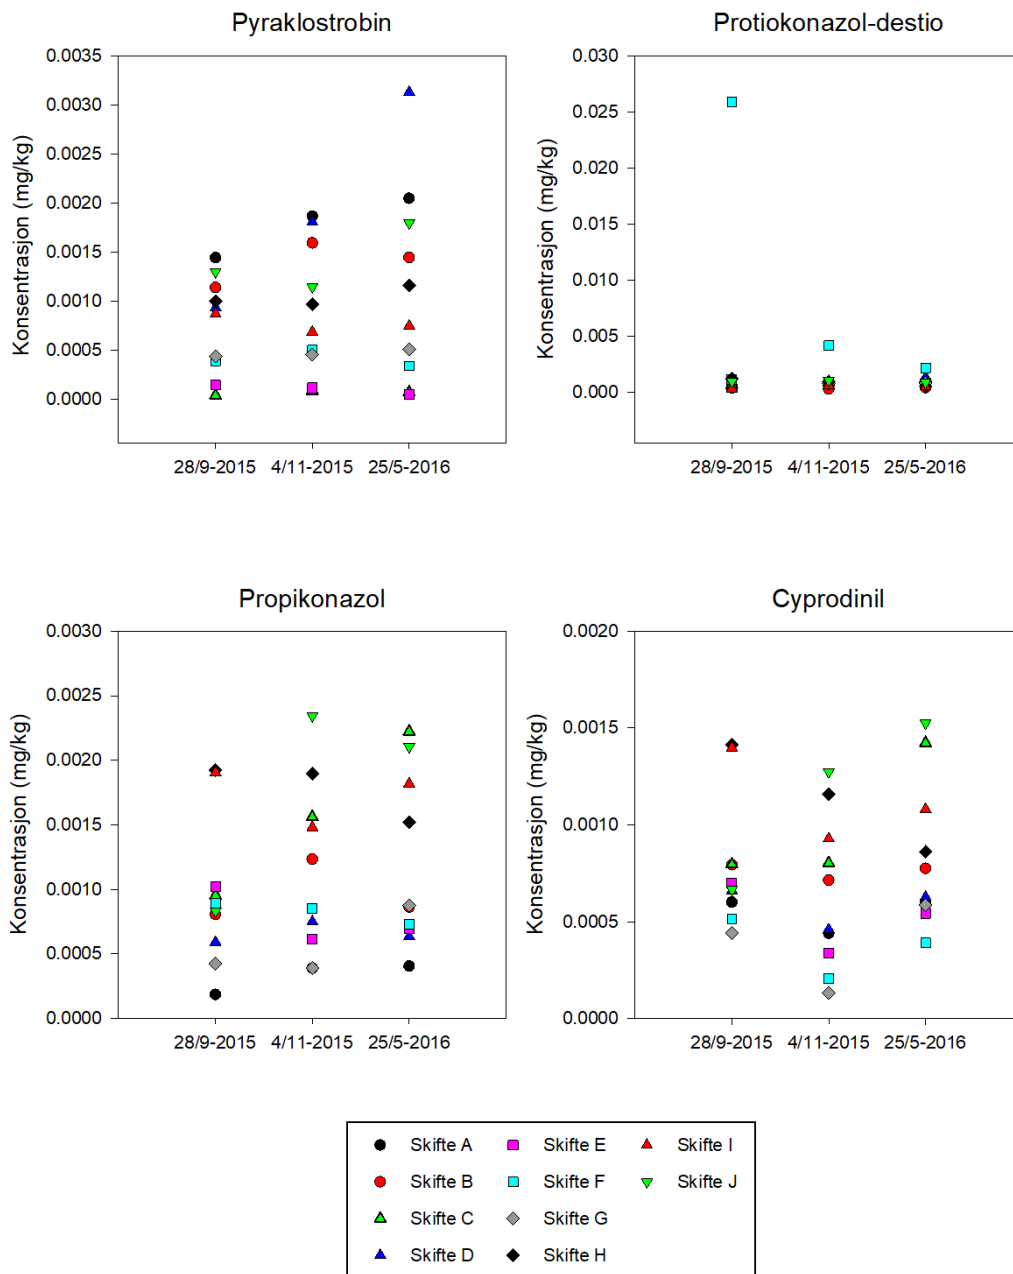 Pyraklostrobin
Konsentrasjon (mg/kg)
0.0035
0.0030
0.0025
0.0020
0.0015
0.0010
0.0005
0.0000
28/9-2015 4/11-2015 25/5-2016
Protiokonazol-destio
Konsentrasjon (mg/kg)
0.030
0.025
0.020
0.015
0.010
0.005
0.000
28/9-2015 4/11-2015 25/5-2016
Propikonazol
Konsentrasjon (mg/kg)
0.0030
0.0025
0.0020
0.0015
0.0010
0.0005
0.0000
28/9-2015 4/11-2015 25/5-2016
Cyprodinil
Konsentrasjon (mg/kg)
0.0020
0.0015
0.0010
0.0005
0.0000
28/9-2015 4/11-2015 25/5-2016
Skifte A Skifte E Skifte I
Skifte B Skifte F Skifte J
Skifte C Skifte G
Skifte D Skifte H